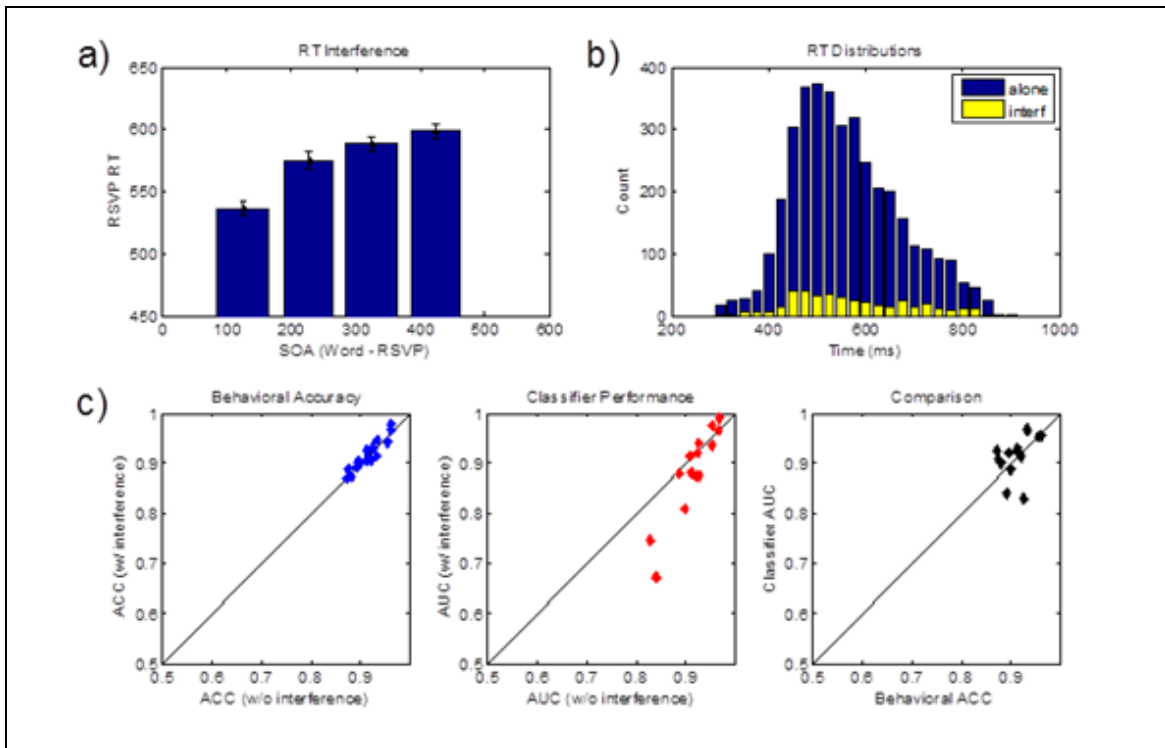 a)
RT Interference
650
600
550
500
450
0
100
200
300
400
500
600
RSVP RT
SOA (Word - RSVP)
b)
RT Distributions
400
300
200
100
0
200
400
600
800
1000
Count
Time (ms)
alone
interf
c)
Behavioral Accuracy
1
0.9
0.8
0.7
0.6
0.5
0.5
0.6
0.7
0.8
0.9
ACC (w/ interference)
ACC (w/o interference)
Classifier Performance
1
0.9
0.8
0.7
0.6
0.5
0.5
0.6
0.7
0.8
0.9
AUC (w/ interference)
AUC (w/o interference)
Comparison
1
0.9
0.8
0.7
0.6
0.5
0.5
0.6
0.7
0.8
0.9
Classifier AUC
Behavioral ACC